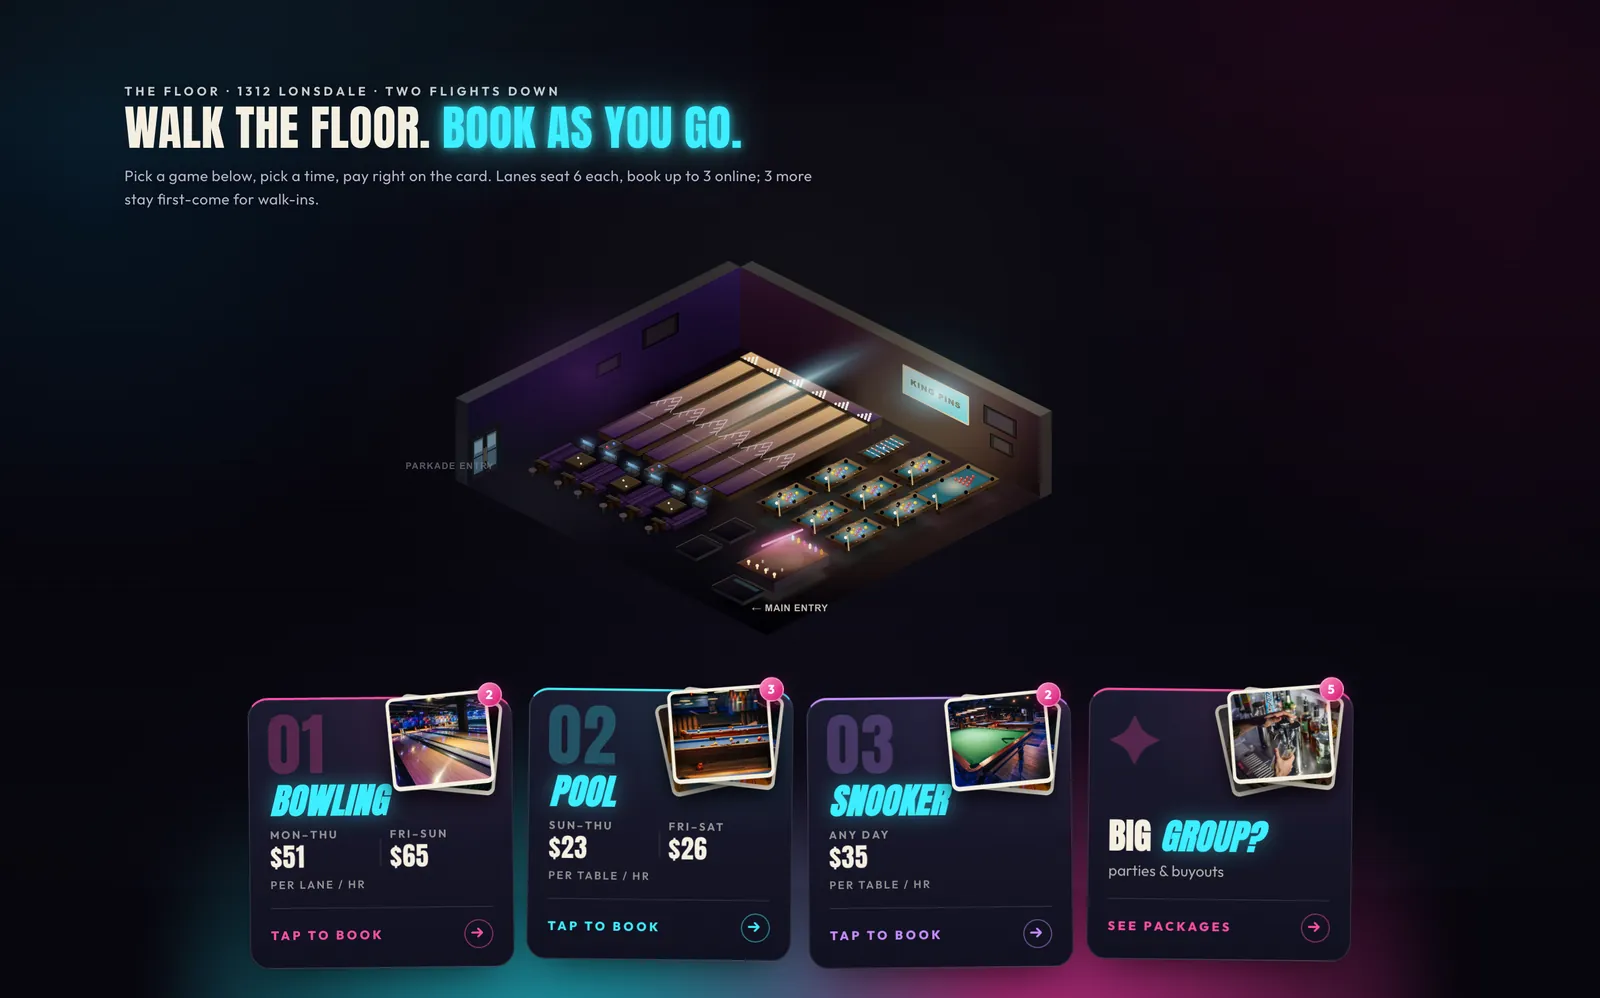 THE FLOOR · 1312 LONSDALE · TWO FLIGHTS DOWN
WALK THE FLOOR. BOOK AS YOU GO.
Pick a game below, pick a time, pay right on the card. Lanes seat 6 each, book up to 3 online; 3 more
stay first-come for walk-ins.
KING PINS
PARKADE ENTRY
← MAIN ENTRY
01
2
BOWLING
MON–THU
$51
FRI–SUN
$65
PER LANE / HR
TAP TO BOOK
02
3
POOL
SUN–THU
$23
FRI–SAT
$26
PER TABLE / HR
TAP TO BOOK
03
2
SNOOKER
ANY DAY
$35
PER TABLE / HR
TAP TO BOOK
5
BIG GROUP?
parties & buyouts
SEE PACKAGES